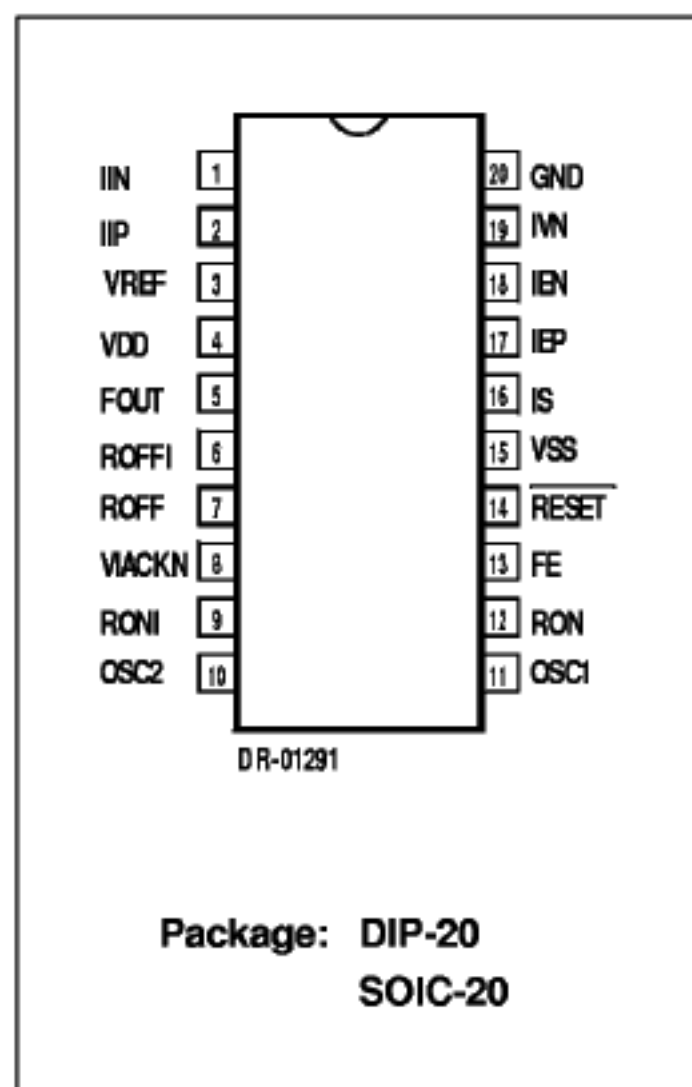 IIN 1 20 GND
IIP 2 19 IVN
VREF 3 18 IEN
VDD 4 17 IEP
FOUT 5 16 IS
ROFFI 6 15 VSS
ROFF 7 14 RESET
VIACKN 8 13 FE
RONI 9 12 RON
OSC2 10 11 OSC1
DR-01291
Package: DIP-20
SOIC-20